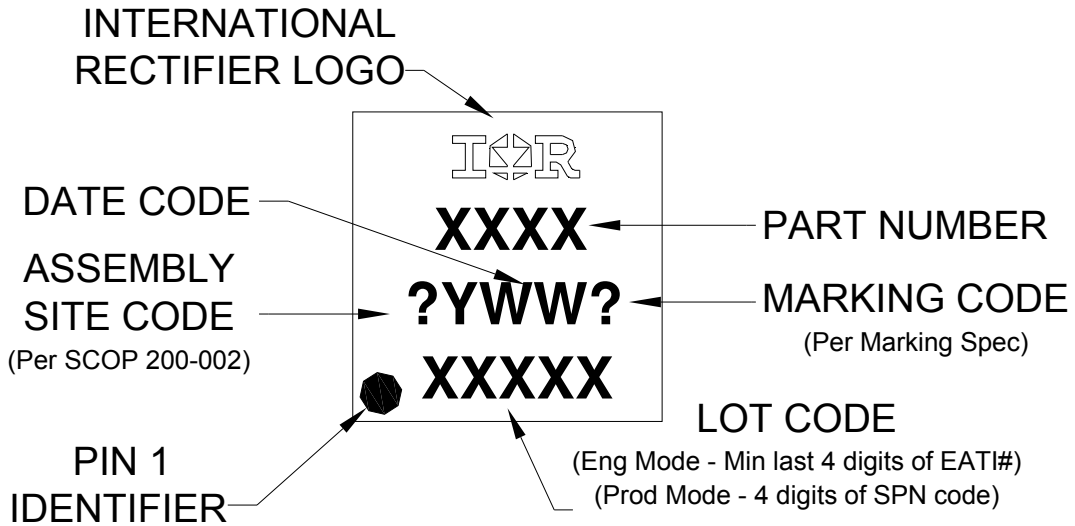 INTERNATIONAL
RECTIFIER LOGO
IOR
DATE CODE
XXXX
PART NUMBER
ASSEMBLY
SITE CODE
(Per SCOP 200-002)
?YWW?
MARKING CODE
(Per Marking Spec)
XXXXX
LOT CODE
(Eng Mode - Min last 4 digits of EATI#)
(Prod Mode - 4 digits of SPN code)
PIN 1
IDENTIFIER